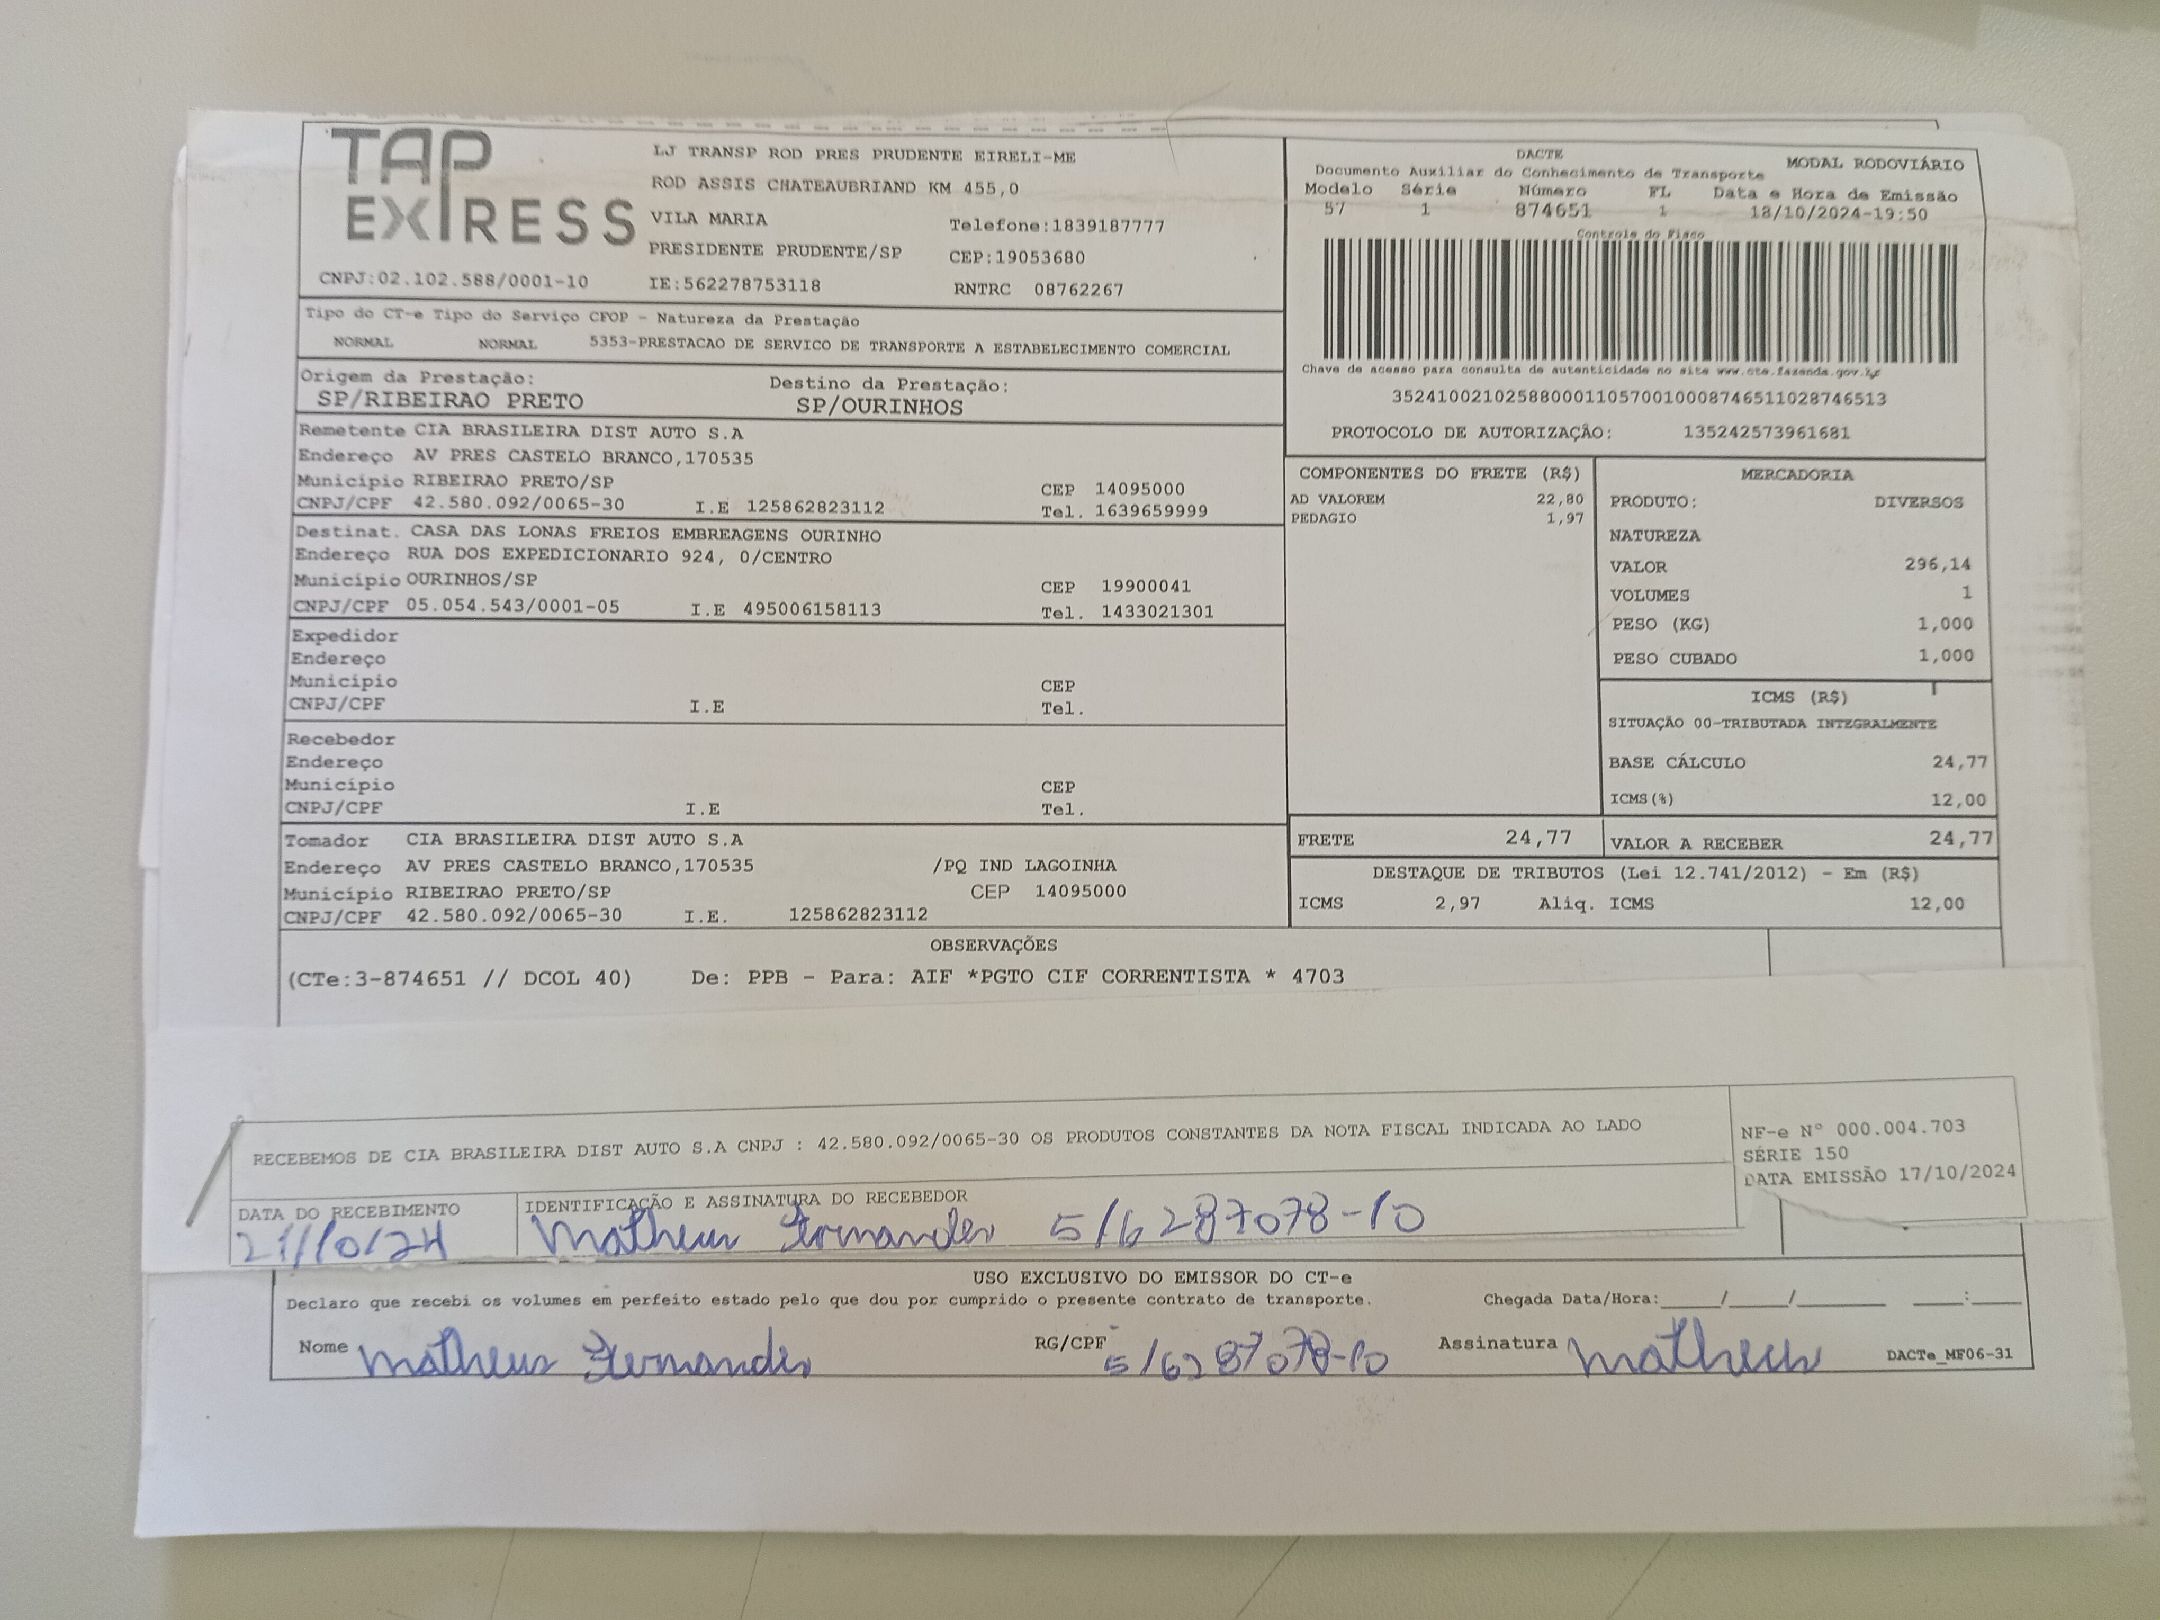 TAP EXPRESS
LJ TRANSP ROD PRES PRUDENTE EIRELI-ME
ROD ASSIS CHATEAUBRIAND KM 455,0
VILA MARIA Telefone:1839187777
PRESIDENTE PRUDENTE/SP CEP:19053680
CNPJ:02.102.588/0001-10 IE:562278753118 RNTRC 08762267
DACTE MODAL RODOVIÁRIO
Documento Auxiliar do Conhecimento de Transporte
Modelo Série Número FL Data e Hora de Emissão
57 1 874651 1 18/10/2024-19:50
Controle do Fisco
Chave de acesso para consulta de autenticidade no site www.cte.fazenda.gov.br
35241002102588000110570010008746511028746513
PROTOCOLO DE AUTORIZAÇÃO: 135242573961681
Tipo do CT-e Tipo do Serviço CFOP - Natureza da Prestação
NORMAL NORMAL 5353-PRESTACAO DE SERVICO DE TRANSPORTE A ESTABELECIMENTO COMERCIAL
Origem da Prestação: Destino da Prestação:
SP/RIBEIRAO PRETO SP/OURINHOS
Remetente CIA BRASILEIRA DIST AUTO S.A
Endereço AV PRES CASTELO BRANCO,170535
Município RIBEIRAO PRETO/SP CEP 14095000
CNPJ/CPF 42.580.092/0065-30 I.E 125862823112 Tel. 1639659999
Destinat. CASA DAS LONAS FREIOS EMBREAGENS OURINHO
Endereço RUA DOS EXPEDICIONARIO 924, 0/CENTRO
Município OURINHOS/SP CEP 19900041
CNPJ/CPF 05.054.543/0001-05 I.E 495006158113 Tel. 1433021301
Expedidor
Endereço
Município CEP
CNPJ/CPF I.E Tel.
Recebedor
Endereço
Município CEP
CNPJ/CPF I.E Tel.
Tomador CIA BRASILEIRA DIST AUTO S.A
Endereço AV PRES CASTELO BRANCO,170535 /PQ IND LAGOINHA
Município RIBEIRAO PRETO/SP CEP 14095000
CNPJ/CPF 42.580.092/0065-30 I.E. 125862823112
COMPONENTES DO FRETE (R$)
AD VALOREM 22,80
PEDAGIO 1,97
MERCADORIA
PRODUTO: DIVERSOS
NATUREZA
VALOR 296,14
VOLUMES 1
PESO (KG) 1,000
PESO CUBADO 1,000
ICMS (R$)
SITUAÇÃO 00-TRIBUTADA INTEGRALMENTE
BASE CÁLCULO 24,77
ICMS(%) 12,00
FRETE 24,77 VALOR A RECEBER 24,77
DESTAQUE DE TRIBUTOS (Lei 12.741/2012) - Em (R$)
ICMS 2,97 Aliq. ICMS 12,00
OBSERVAÇÕES
(CTe:3-874651 // DCOL 40) De: PPB - Para: AIF *PGTO CIF CORRENTISTA * 4703
RECEBEMOS DE CIA BRASILEIRA DIST AUTO S.A CNPJ : 42.580.092/0065-30 OS PRODUTOS CONSTANTES DA NOTA FISCAL INDICADA AO LADO
NF-e N° 000.004.703
SÉRIE 150
DATA EMISSÃO 17/10/2024
DATA DO RECEBIMENTO IDENTIFICAÇÃO E ASSINATURA DO RECEBEDOR
21/10/24 Matheus Fernandes 516287078-10
USO EXCLUSIVO DO EMISSOR DO CT-e
Declaro que recebi os volumes em perfeito estado pelo que dou por cumprido o presente contrato de transporte. Chegada Data/Hora:____/____/______ ____:____
Nome Matheus Fernandes RG/CPF 516287078-10 Assinatura Matheus DACTe_MF06-31